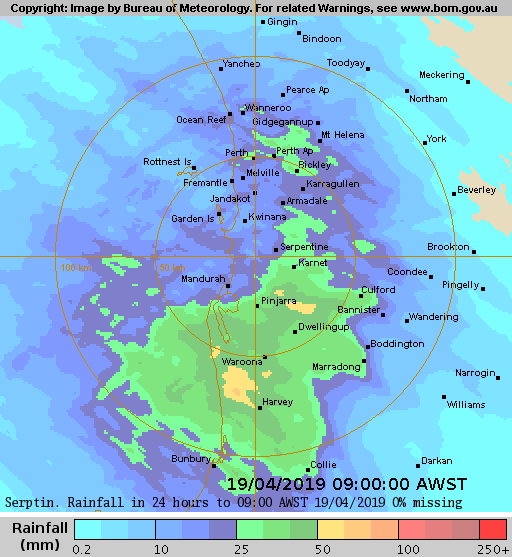 Copyright: Image by Bureau of Meteorology. For related Warnings, see www.bom.gov.au
Gingin
Bindoon
Yanchep
Toodyay
Meckering
Pearce Ap
Northam
Wanneroo
Ocean Reef
Gidgegannup
Mt Helena
York
Perth
Perth Ap
Rottnest Is
Bickley
Melville
Fremantle
Karragullen
Beverley
Jandakot
Armadale
Garden Is
Kwinana
Serpentine
Brookton
100 km
50 km
Karnet
Coondee
Mandurah
Pingelly
Culford
Pinjarra
Bannister
Wandering
Dwellingup
Boddington
Waroona
Marradong
Narrogin
Harvey
Williams
Bunbury
Collie
Darkan
19/04/2019 09:00:00 AWST
Serptin. Rainfall in 24 hours to 09:00 AWST 19/04/2019 0% missing
Rainfall
(mm)
0.2 10 25 50 100 250+